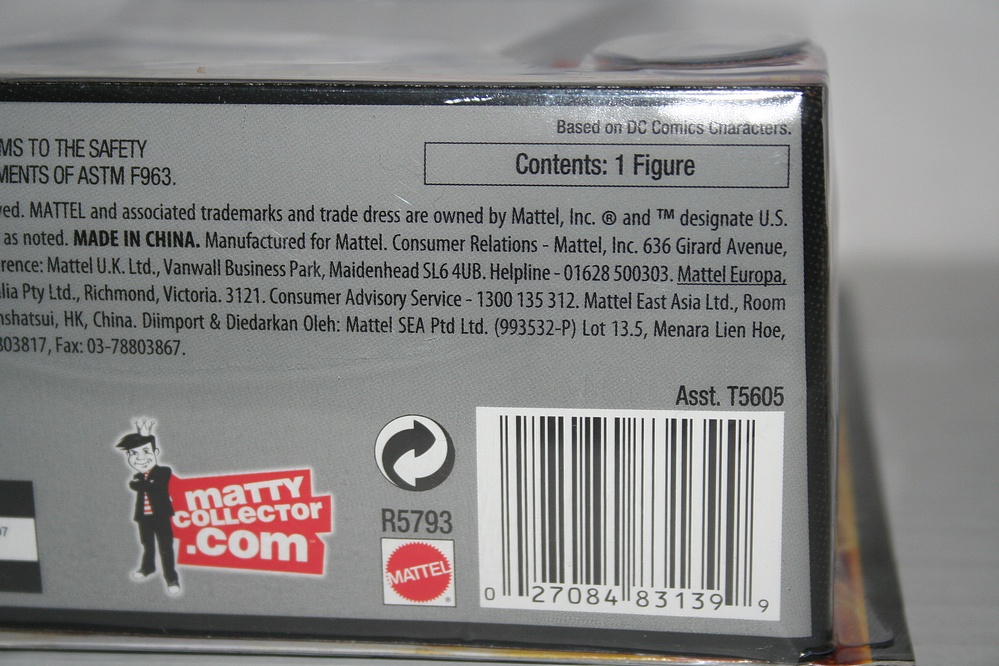 Based on DC Comics Characters.
MS TO THE SAFETY
MENTS OF ASTM F963.
Contents: 1 Figure
ved. MATTEL and associated trademarks and trade dress are owned by Mattel, Inc. ® and ™ designate U.S.
as noted. MADE IN CHINA. Manufactured for Mattel. Consumer Relations - Mattel, Inc. 636 Girard Avenue,
rence: Mattel U.K. Ltd., Vanwall Business Park, Maidenhead SL6 4UB. Helpline - 01628 500303. Mattel Europa,
lia Pty Ltd., Richmond, Victoria. 3121. Consumer Advisory Service - 1300 135 312. Mattel East Asia Ltd., Room
nshatsui, HK, China. Diimport & Diedarkan Oleh: Mattel SEA Ptd Ltd. (993532-P) Lot 13.5, Menara Lien Hoe,
803817, Fax: 03-78803867.
Asst. T5605
maTTY
COLLECTOR
.com™
R5793
MATTEL®
0 27084 83139 9